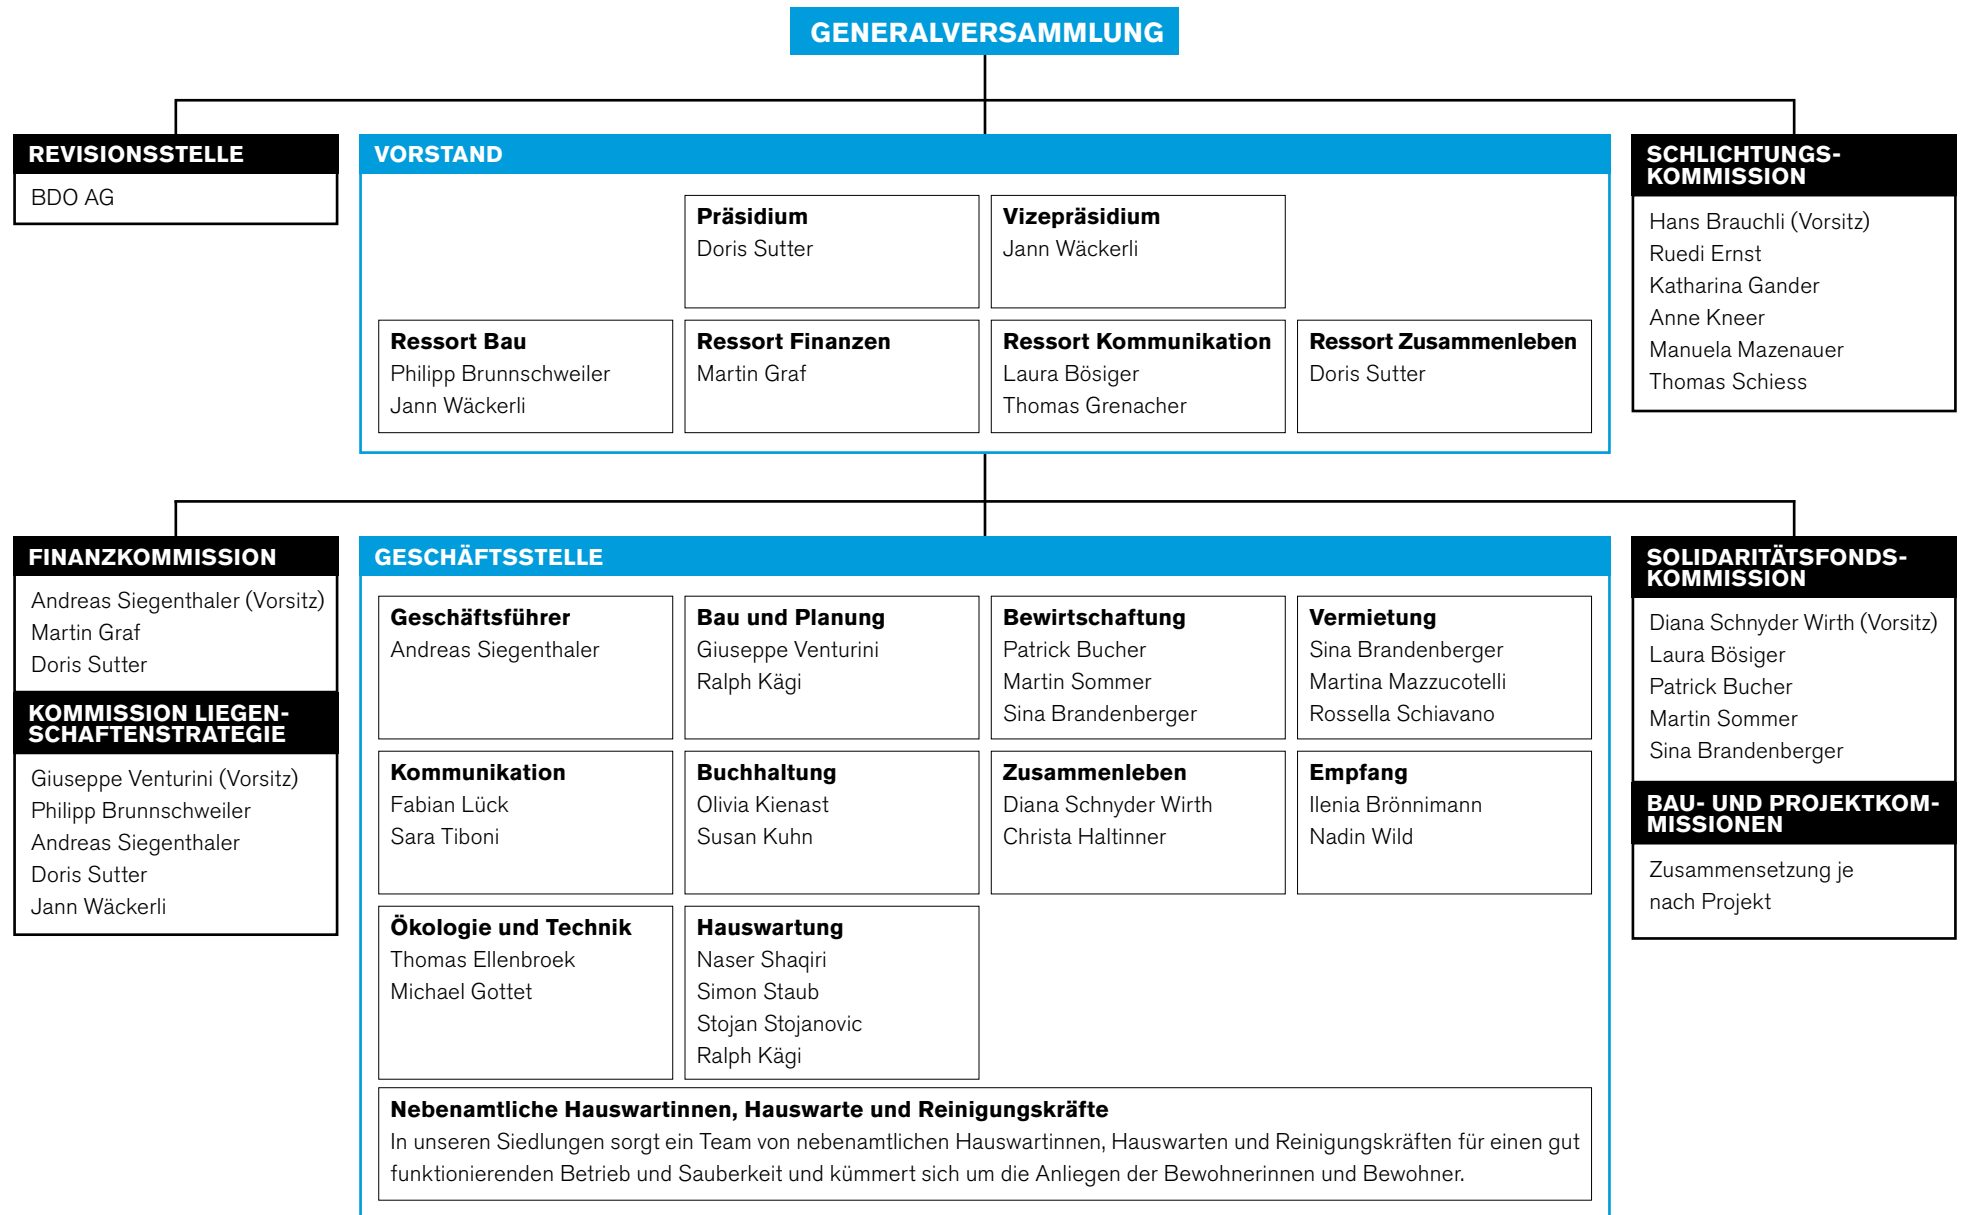 GENERALVERSAMMLUNG
REVISIONSSTELLE
BDO AG
VORSTAND
Präsidium
Doris Sutter
Vizepräsidium
Jann Wäckerli
Ressort Bau
Philipp Brunnschweiler
Jann Wäckerli
Ressort Finanzen
Martin Graf
Ressort Kommunikation
Laura Bösiger
Thomas Grenacher
Ressort Zusammenleben
Doris Sutter
SCHLICHTUNGS-
KOMMISSION
Hans Brauchli (Vorsitz)
Ruedi Ernst
Katharina Gander
Anne Kneer
Manuela Mazenauer
Thomas Schiess
FINANZKOMMISSION
Andreas Siegenthaler (Vorsitz)
Martin Graf
Doris Sutter
KOMMISSION LIEGEN-
SCHAFTENSTRATEGIE
Giuseppe Venturini (Vorsitz)
Philipp Brunnschweiler
Andreas Siegenthaler
Doris Sutter
Jann Wäckerli
GESCHÄFTSSTELLE
Geschäftsführer
Andreas Siegenthaler
Bau und Planung
Giuseppe Venturini
Ralph Kägi
Bewirtschaftung
Patrick Bucher
Martin Sommer
Sina Brandenberger
Vermietung
Sina Brandenberger
Martina Mazzucotelli
Rossella Schiavano
Kommunikation
Fabian Lück
Sara Tiboni
Buchhaltung
Olivia Kienast
Susan Kuhn
Zusammenleben
Diana Schnyder Wirth
Christa Haltinner
Empfang
Ilenia Brönnimann
Nadin Wild
Ökologie und Technik
Thomas Ellenbroek
Michael Gottet
Hauswartung
Naser Shaqiri
Simon Staub
Stojan Stojanovic
Ralph Kägi
Nebenamtliche Hauswartinnen, Hauswarte und Reinigungskräfte
In unseren Siedlungen sorgt ein Team von nebenamtlichen Hauswartinnen, Hauswarten und Reinigungskräften für einen gut
funktionierenden Betrieb und Sauberkeit und kümmert sich um die Anliegen der Bewohnerinnen und Bewohner.
SOLIDARITÄTSFONDS-
KOMMISSION
Diana Schnyder Wirth (Vorsitz)
Laura Bösiger
Patrick Bucher
Martin Sommer
Sina Brandenberger
BAU- UND PROJEKTKOM-
MISSIONEN
Zusammensetzung je
nach Projekt